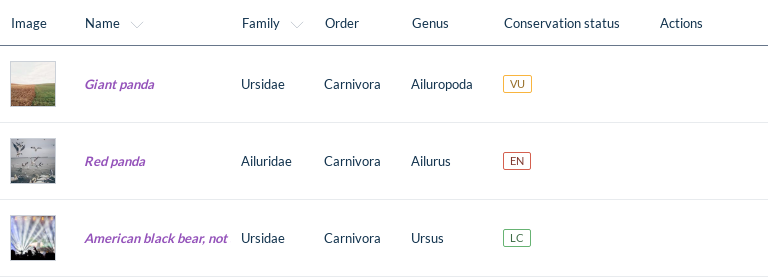 Image Name Family Order Genus Conservation status Actions
Giant panda Ursidae Carnivora Ailuropoda VU
Red panda Ailuridae Carnivora Ailurus EN
American black bear, not Ursidae Carnivora Ursus LC